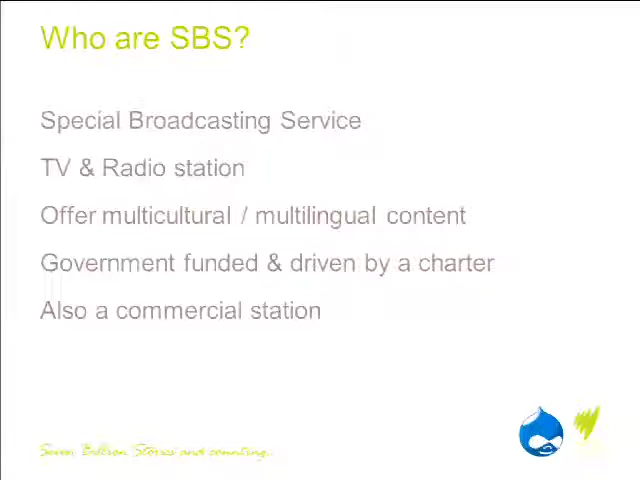 Who are SBS?
Special Broadcasting Service
TV & Radio station
Offer multicultural / multilingual content
Government funded & driven by a charter
Also a commercial station
Seven Billion Stories and counting...